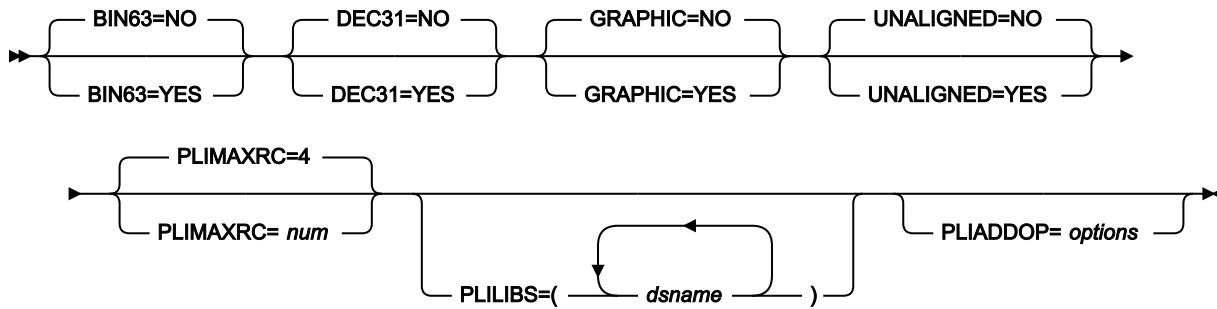 BIN63=NO DEC31=NO GRAPHIC=NO UNALIGNED=NO
BIN63=YES DEC31=YES GRAPHIC=YES UNALIGNED=YES
PLIMAXRC=4
PLIMAXRC= num PLIADDOP= options
PLILIBS=( dsname )